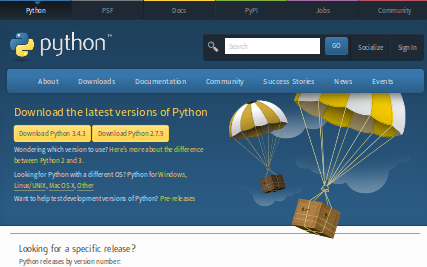 Python PSF Docs PyPI Jobs Community
python™
Search GO Socialize Sign In
About Downloads Documentation Community Success Stories News Events
Download the latest versions of Python
Download Python 3.4.3 Download Python 2.7.9
Wondering which version to use? Here's more about the difference
between Python 2 and 3.
Looking for Python with a different OS? Python for Windows,
Linux/UNIX, Mac OS X, Other
Want to help test development versions of Python? Pre-releases
Looking for a specific release?
Python releases by version number: